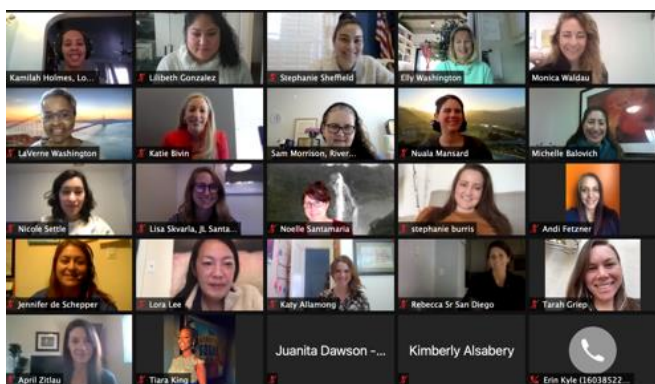 Kamilah Holmes, Lo...
Lilibeth Gonzalez
Stephanie Sheffield
Elly Washington
Monica Waldau
LaVerne Washington
Katie Bivin
Sam Morrison, River...
Nuala Mansard
Michelle Balovich
Nicole Settle
Lisa Skvarla, JL Santa...
Noelle Santamaria
stephanie burris
Andi Fetzner
Jennifer de Schepper
Lora Lee
Katy Allamong
Rebecca Sr San Diego
Tarah Griep
April Zitlau
Tiara King
Juanita Dawson -...
Kimberly Alsabery
Erin Kyle (16038522...